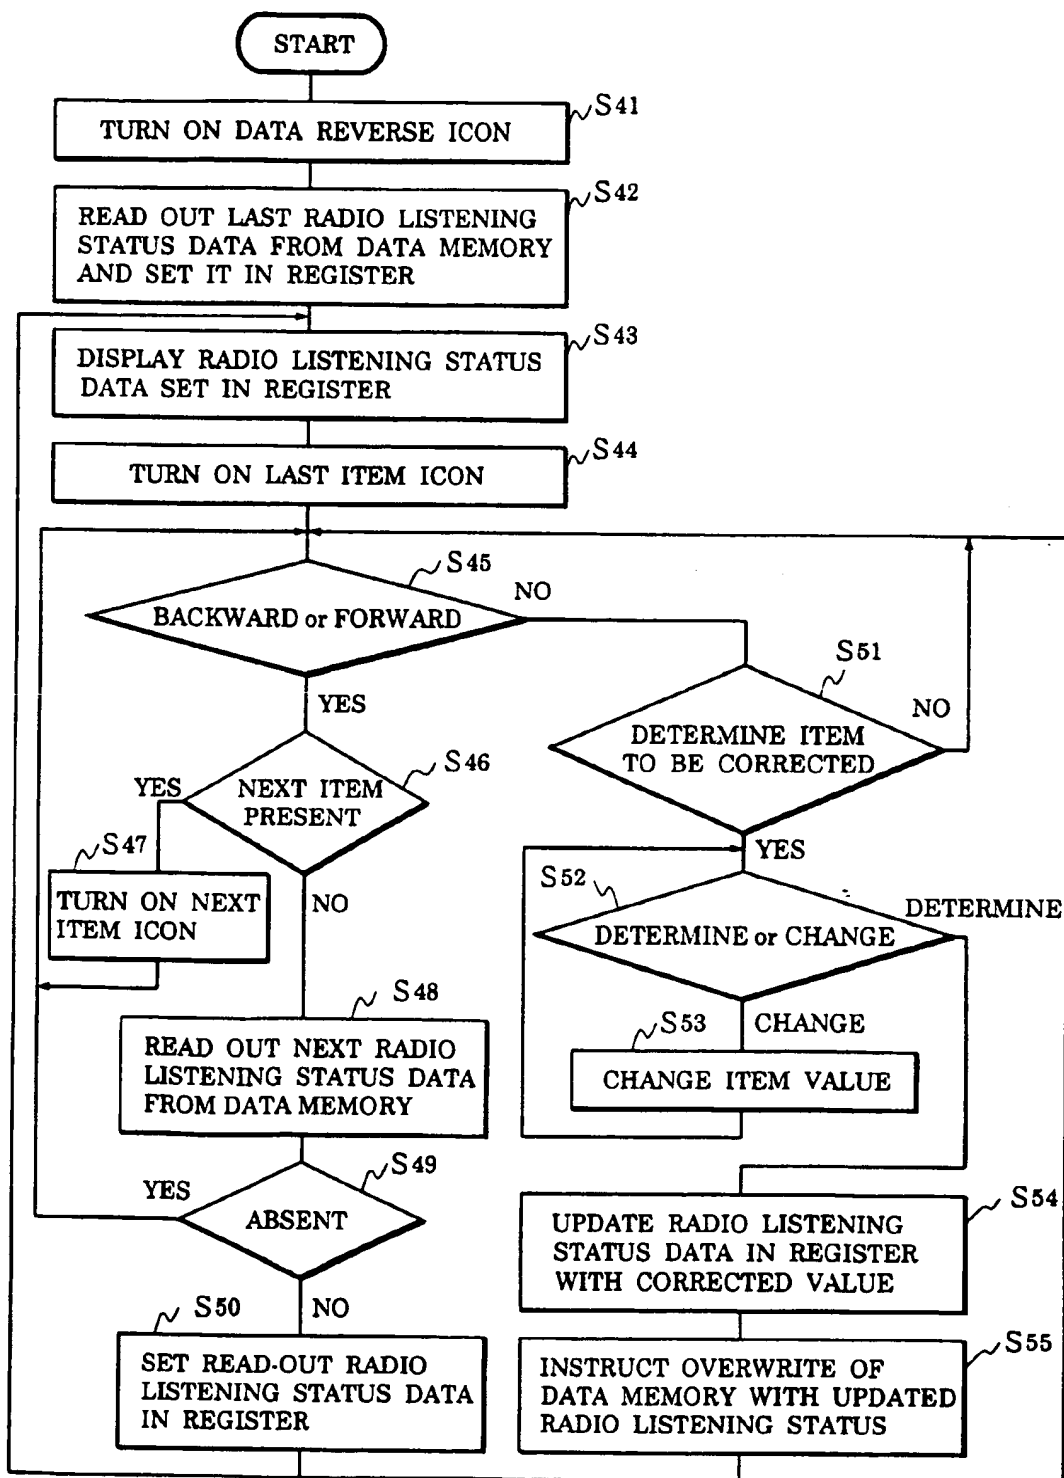 START
S41
TURN ON DATA REVERSE ICON
S42
READ OUT LAST RADIO LISTENING
STATUS DATA FROM DATA MEMORY
AND SET IT IN REGISTER
S43
DISPLAY RADIO LISTENING STATUS
DATA SET IN REGISTER
S44
TURN ON LAST ITEM ICON
S45
BACKWARD or FORWARD
NO
YES
S46
NEXT ITEM
PRESENT
YES
S47
TURN ON NEXT
ITEM ICON
NO
S48
READ OUT NEXT RADIO
LISTENING STATUS DATA
FROM DATA MEMORY
S49
ABSENT
YES
NO
S50
SET READ-OUT RADIO
LISTENING STATUS DATA
IN REGISTER
S51
DETERMINE ITEM
TO BE CORRECTED
NO
YES
S52
DETERMINE or CHANGE
DETERMINE
CHANGE
S53
CHANGE ITEM VALUE
S54
UPDATE RADIO LISTENING
STATUS DATA IN REGISTER
WITH CORRECTED VALUE
S55
INSTRUCT OVERWRITE OF
DATA MEMORY WITH UPDATED
RADIO LISTENING STATUS